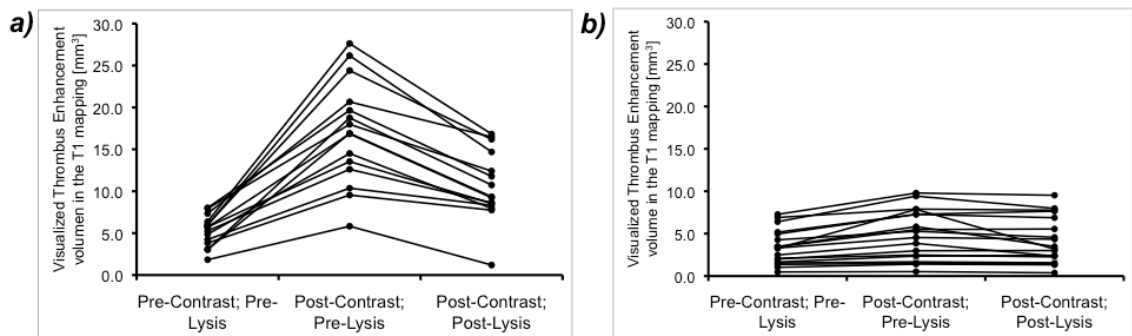 a)
Visualized Thrombus Enhancement
volumen in the T1 mapping [mm³]
30.0
25.0
20.0
15.0
10.0
5.0
0.0
Pre-Contrast; Pre-
Lysis
Post-Contrast;
Pre-Lysis
Post-Contrast;
Post-Lysis
b)
Visualized Thrombus Enhancement
volume in the T1 mapping [mm³]
30.0
25.0
20.0
15.0
10.0
5.0
0.0
Pre-Contrast; Pre-
Lysis
Post-Contrast;
Pre-Lysis
Post-Contrast;
Post-Lysis